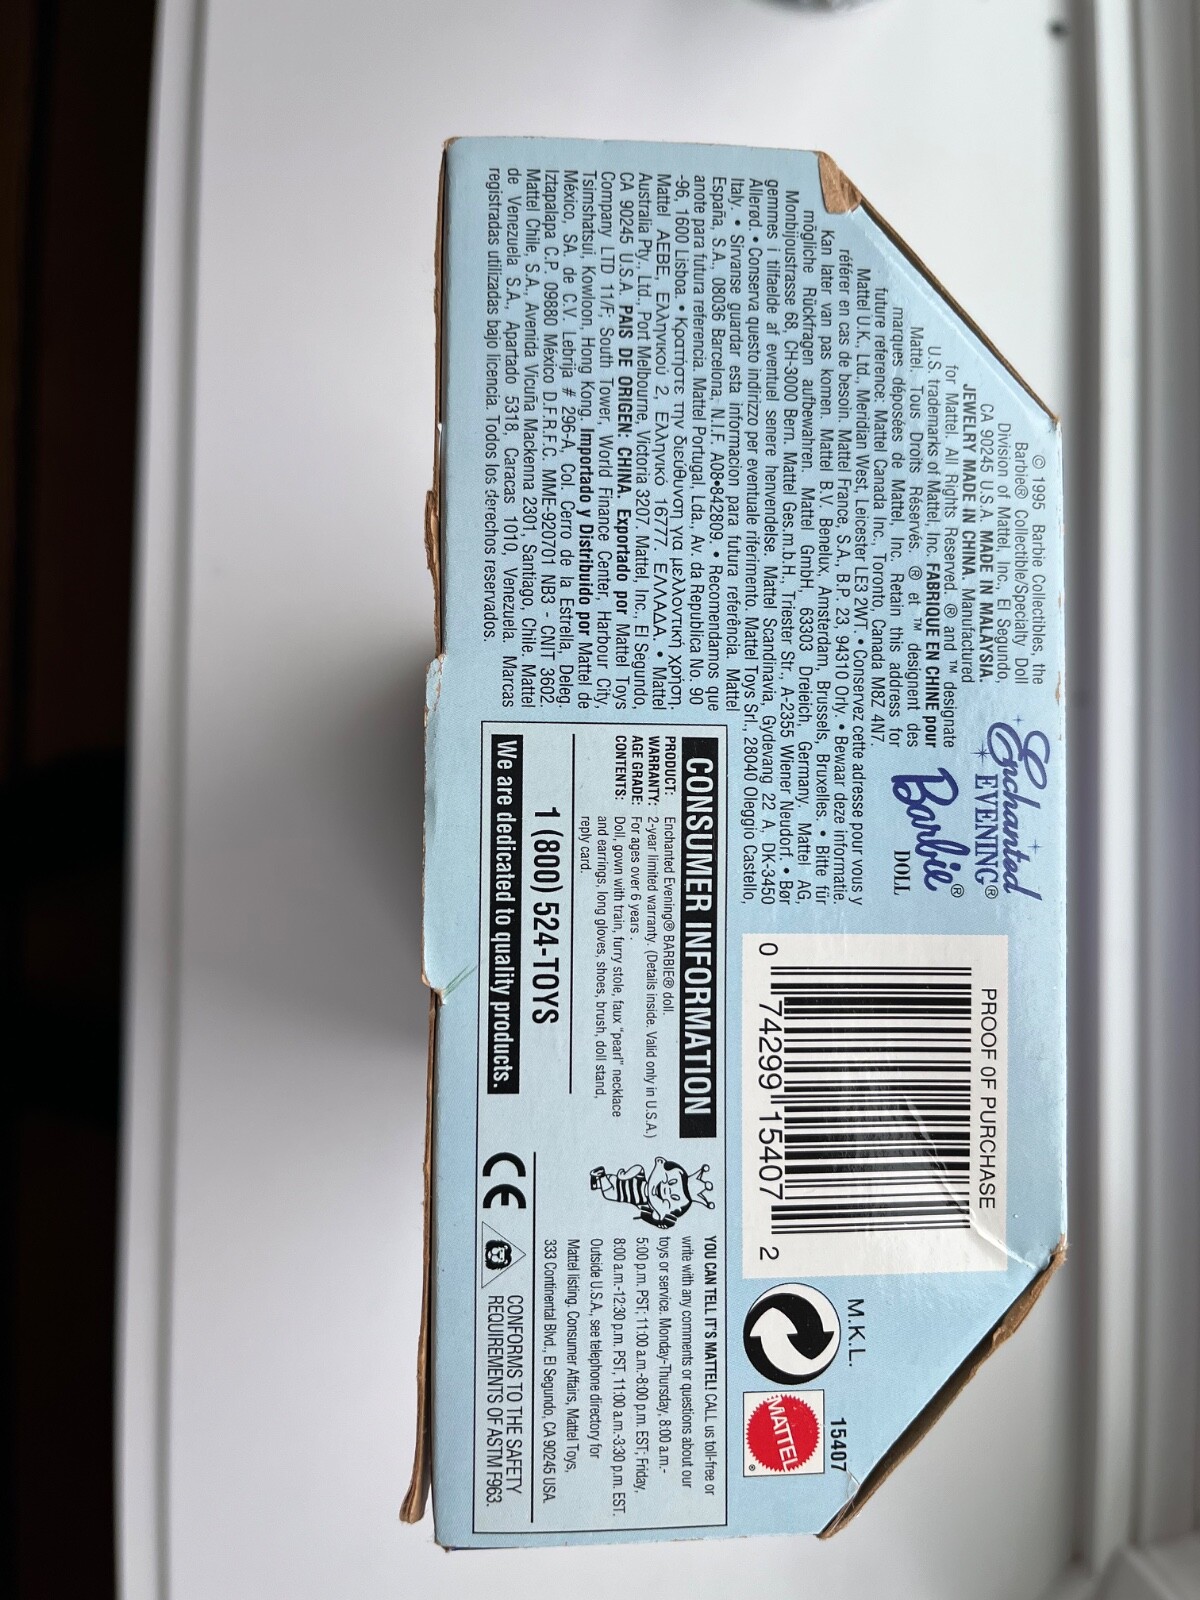 © 1995 Barbie Collectibles, the
Barbie® Collectible/Specialty Doll
Division of Mattel, Inc., El Segundo,
CA 90245 U.S.A. MADE IN MALAYSIA.
JEWELRY MADE IN CHINA. Manufactured
for Mattel. All Rights Reserved. ® and ™ designate
U.S. trademarks of Mattel, Inc. FABRIQUÉ EN CHINE pour
Mattel. Tous Droits Réservés. ® et ™ désignent des
marques déposées de Mattel, Inc. Retain this address for
future reference: Mattel Canada Inc., Toronto, Canada M8Z 4N7.
Mattel U.K., Ltd., Meridian West, Leicester LE3 2WT. • Conservez cette adresse pour vous y
référer en cas de besoin. Mattel France, S.A., B.P. 23, 94310 Orly. • Bewaar deze informatie.
Kan later van pas komen. Mattel B.V. Benelux, Amsterdam, Brussels, Bruxelles. • Bitte für
mögliche Rückfragen aufbewahren. Mattel GmbH, 63303 Dreieich, Germany. Mattel AG,
Monbijoustrasse 68, CH-3000 Bern. Mattel Ges.m.b.H., Triester Str., A-2355 Wiener Neudorf. • Bør
gemmes i tilfælde af eventuel senere henvendelse. Mattel Scandinavia, Gydevang 22 A, DK-3450
Allerød. • Conserva questo indirizzo per eventuale riferimento. Mattel Toys Srl., 28040 Oleggio Castello,
Italy. • Sirvanse guardar esta informacion para futura referência. Mattel
España, S.A., 08036 Barcelona, N.I.F. A08•842809. • Recomendamos que
anote para futura referencia. Mattel Portugal, Lda., Av. da Republica No. 90
-96, 1600 Lisboa. • Κρατήστε την διεύθυνση για μελλοντική χρήση,
Mattel AEBE, Ελληνικού 2, Ελληνικό 16777. ΕΛΛΑΔΑ. • Mattel
Australia Pty., Ltd., Port Melbourne, Victoria 3207. Mattel, Inc., El Segundo,
CA 90245 U.S.A. PAIS DE ORIGEN: CHINA. Exportado por Mattel Toys
Company LTD 11/F, South Tower, World Finance Center, Harbour City,
Tsimshatsui, Kowloon, Hong Kong. Importado y Distribuido por Mattel de
México, SA. de C.V. Lebrija # 296-A, Col. Cerro de la Estrella, Deleg.
Iztapalapa C.P. 09880 México D.F.R.F.C. MME-920701 NB3 - CNIT 3602.
Mattel Chile, S.A., Avenida Vicuña Mackenna 2301, Santiago, Chile. Mattel
de Venezuela S.A., Apartado 5318, Caracas 1010, Venezuela. Marcas
registradas utilizadas bajo licencia. Todos los derechos reservados.
Enchanted
EVENING®
Barbie®
DOLL
PROOF OF PURCHASE
0 74299 15407 2
M.K.L.
15407
MATTEL®
CONSUMER INFORMATION
PRODUCT: Enchanted Evening® BARBIE® doll.
WARRANTY: 2-year limited warranty. (Details inside. Valid only in U.S.A.)
AGE GRADE: For ages over 6 years.
CONTENTS: Doll, gown with train, furry stole, faux "pearl" necklace
and earrings, long gloves, shoes, brush, doll stand,
reply card.
1 (800) 524-TOYS
We are dedicated to quality products.
YOU CAN TELL IT'S MATTEL! CALL us toll-free or
write with any comments or questions about our
toys or service. Monday-Thursday, 8:00 a.m.-
5:00 p.m. PST; 11:00 a.m.-8:00 p.m. EST; Friday,
8:00 a.m.-12:30 p.m. PST, 11:00 a.m.-3:30 p.m. EST.
Outside U.S.A., see telephone directory for
Mattel listing. Consumer Affairs, Mattel Toys,
333 Continental Blvd., El Segundo, CA 90245 USA.
CE
CONFORMS TO THE SAFETY
REQUIREMENTS OF ASTM F963.